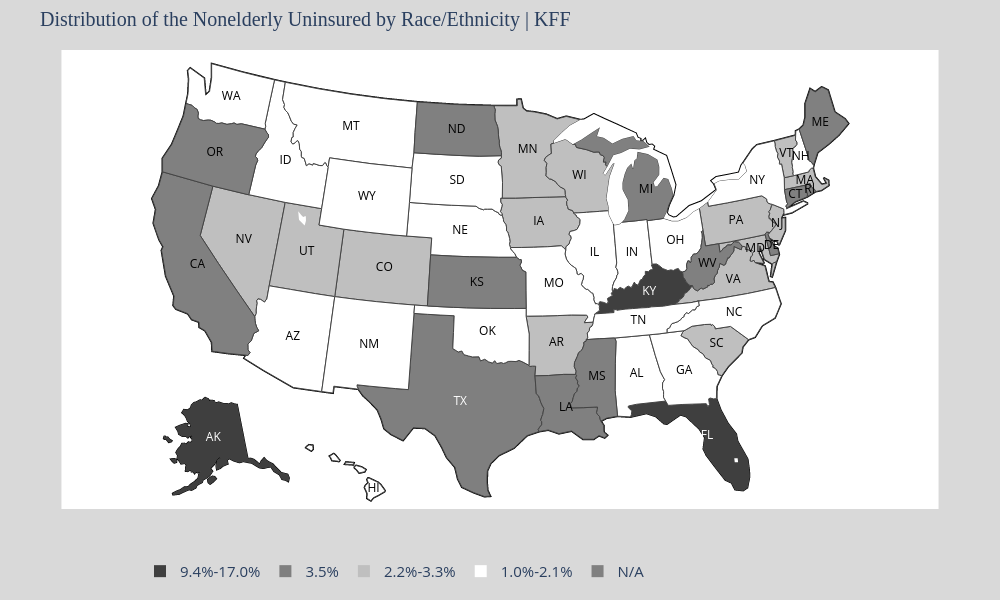 Distribution of the Nonelderly Uninsured by Race/Ethnicity | KFF
WA
MT
ND
MN
ME
OR
ID
SD
WI
VT
NH
WY
MI
NY
MA
CT
RI
NE
IA
PA
NJ
NV
UT
CO
IL
IN
OH
MD
DE
CA
KS
MO
KY
WV
VA
AZ
NM
OK
AR
TN
NC
SC
TX
LA
MS
AL
GA
AK
HI
FL
9.4%-17.0% 3.5% 2.2%-3.3% 1.0%-2.1% N/A